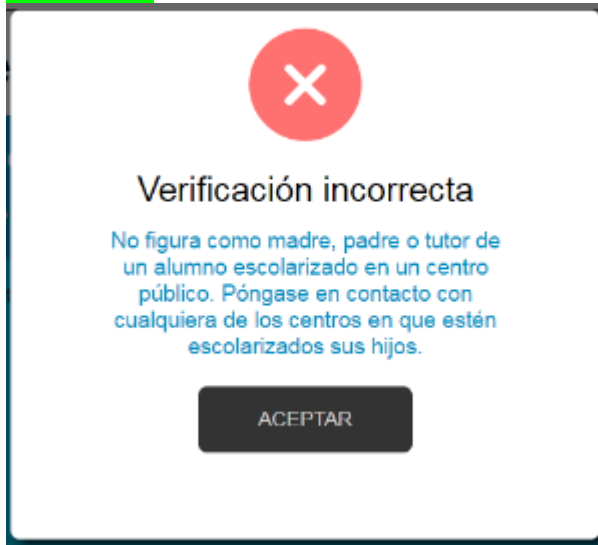 Verificación incorrecta
No figura como madre, padre o tutor de
un alumno escolarizado en un centro
público. Póngase en contacto con
cualquiera de los centros en que estén
escolarizados sus hijos.
ACEPTAR